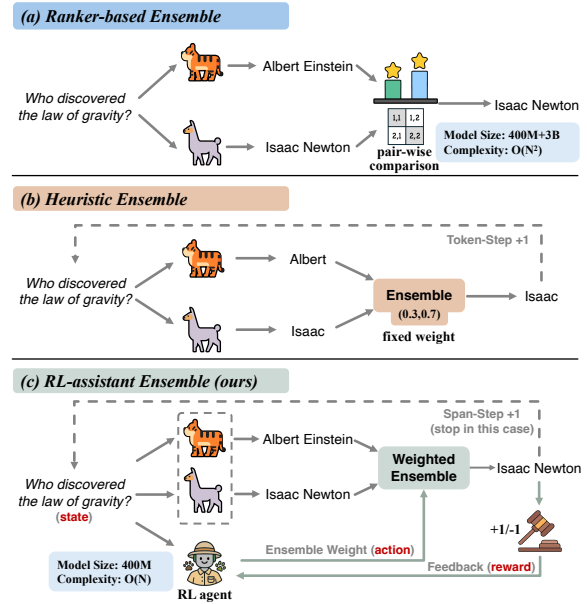 (a) Ranker-based Ensemble
Who discovered
the law of gravity?
Albert Einstein
Isaac Newton
1,1 1,2
2,1 2,2
pair-wise
comparison
Isaac Newton
Model Size: 400M+3B
Complexity: O(N²)
(b) Heuristic Ensemble
Token-Step +1
Who discovered
the law of gravity?
Albert
Isaac
Ensemble
(0.3,0.7)
fixed weight
Isaac
(c) RL-assistant Ensemble (ours)
Span-Step +1
(stop in this case)
Who discovered
the law of gravity?
(state)
Albert Einstein
Isaac Newton
Weighted
Ensemble
Isaac Newton
+1/-1
Model Size: 400M
Complexity: O(N)
RL agent
Ensemble Weight (action)
Feedback (reward)